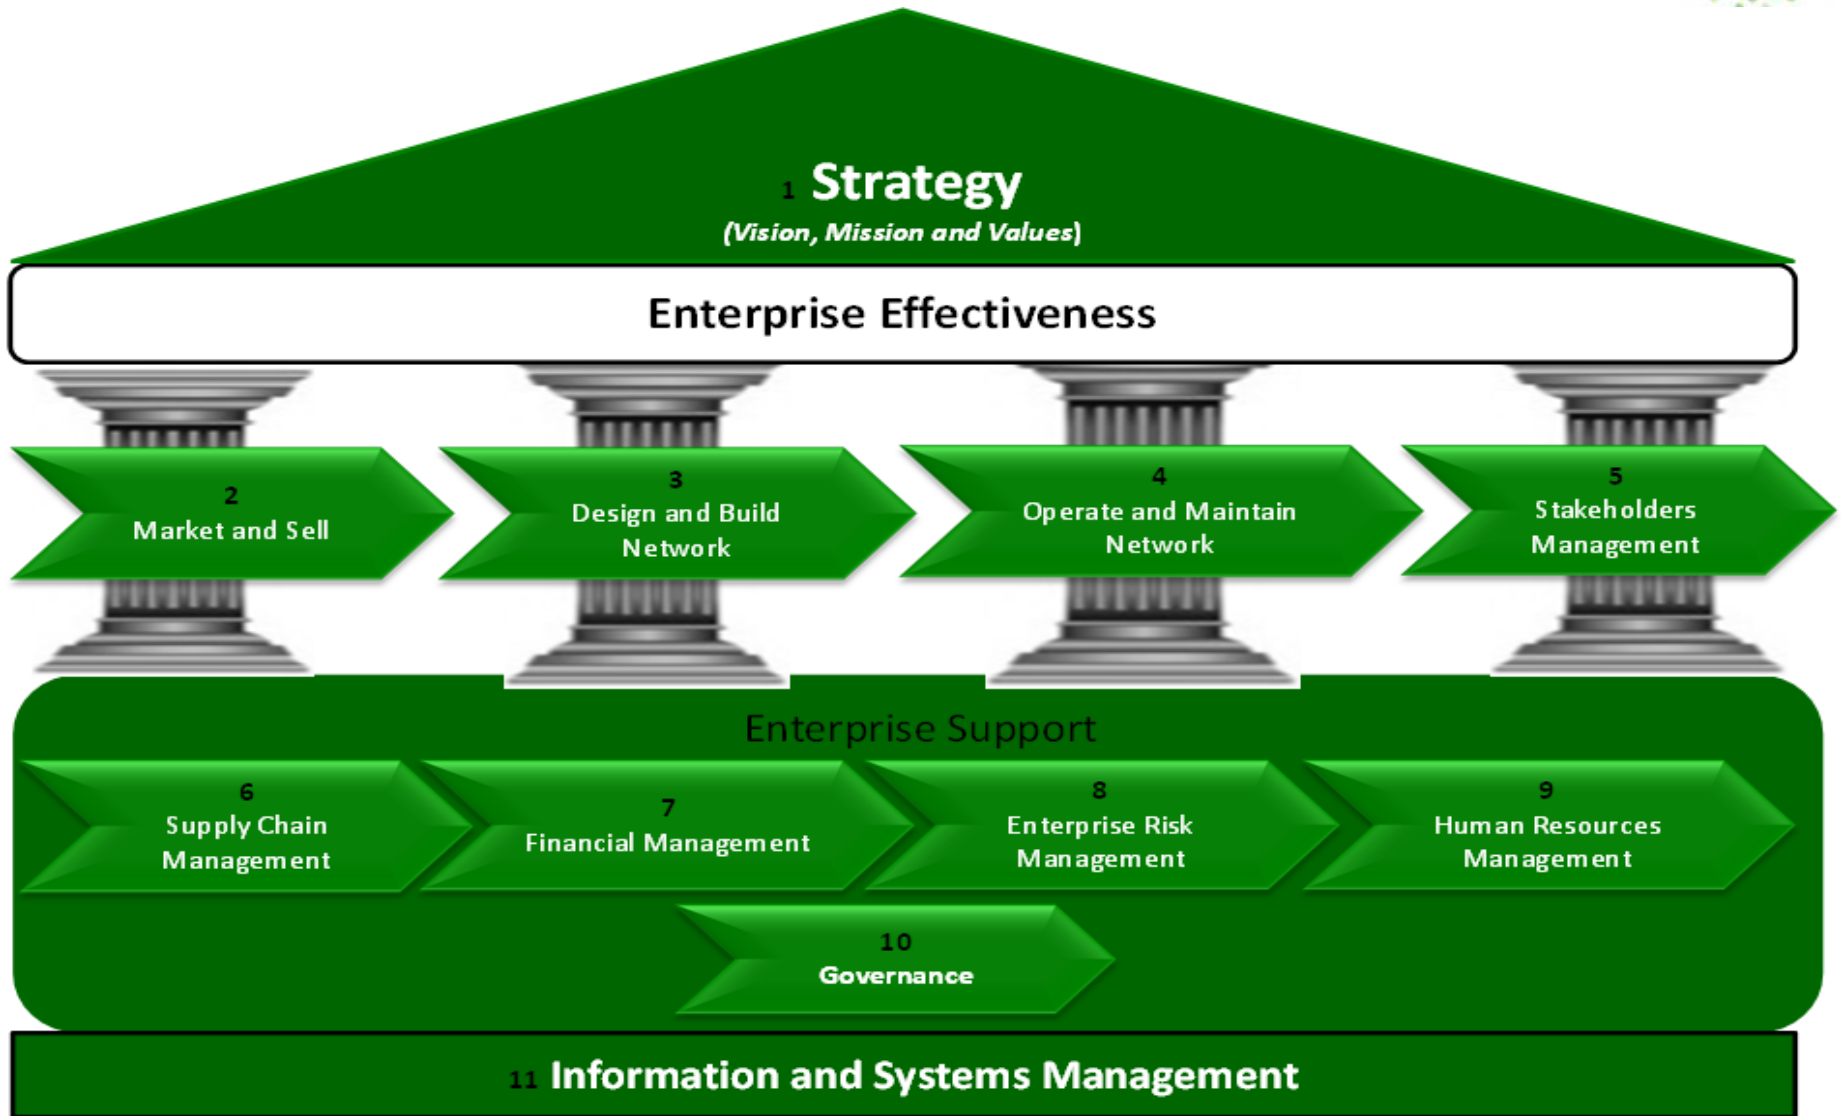 1 Strategy
(Vision, Mission and Values)
Enterprise Effectiveness
2
Market and Sell
3
Design and Build
Network
4
Operate and Maintain
Network
5
Stakeholders
Management
Enterprise Support
6
Supply Chain
Management
7
Financial Management
8
Enterprise Risk
Management
9
Human Resources
Management
10
Governance
11 Information and Systems Management